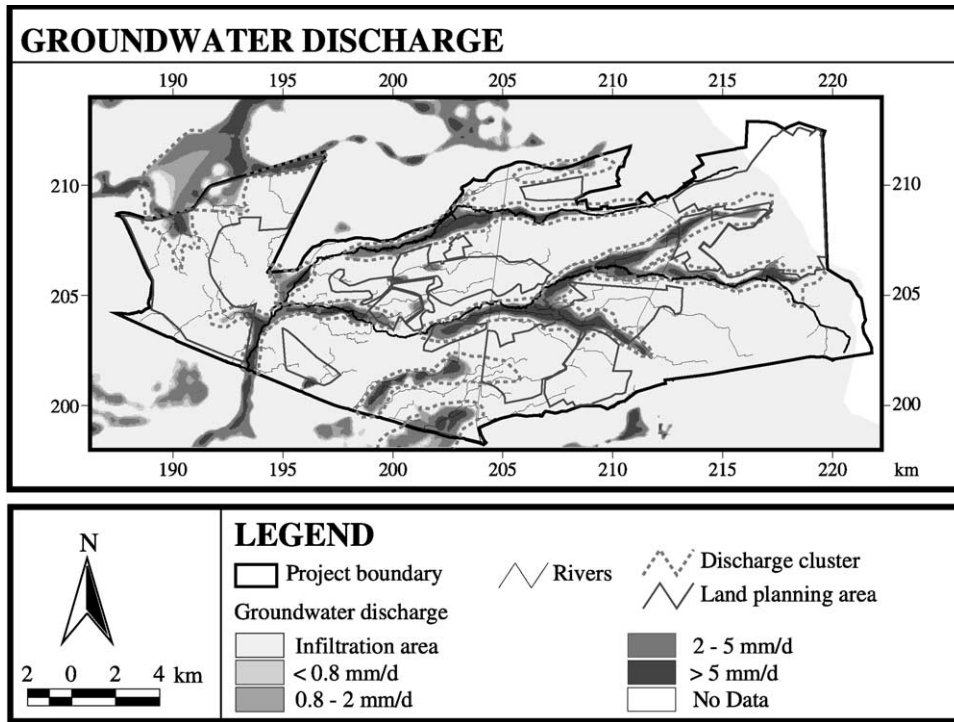 GROUNDWATER DISCHARGE
190 195 200 205 210 215 220
210 210
205 205
200 200
190 195 200 205 210 215 220 km
N
2 0 2 4 km
LEGEND
Project boundary
Rivers
Discharge cluster
Land planning area
Groundwater discharge
Infiltration area
< 0.8 mm/d
0.8 - 2 mm/d
2 - 5 mm/d
> 5 mm/d
No Data